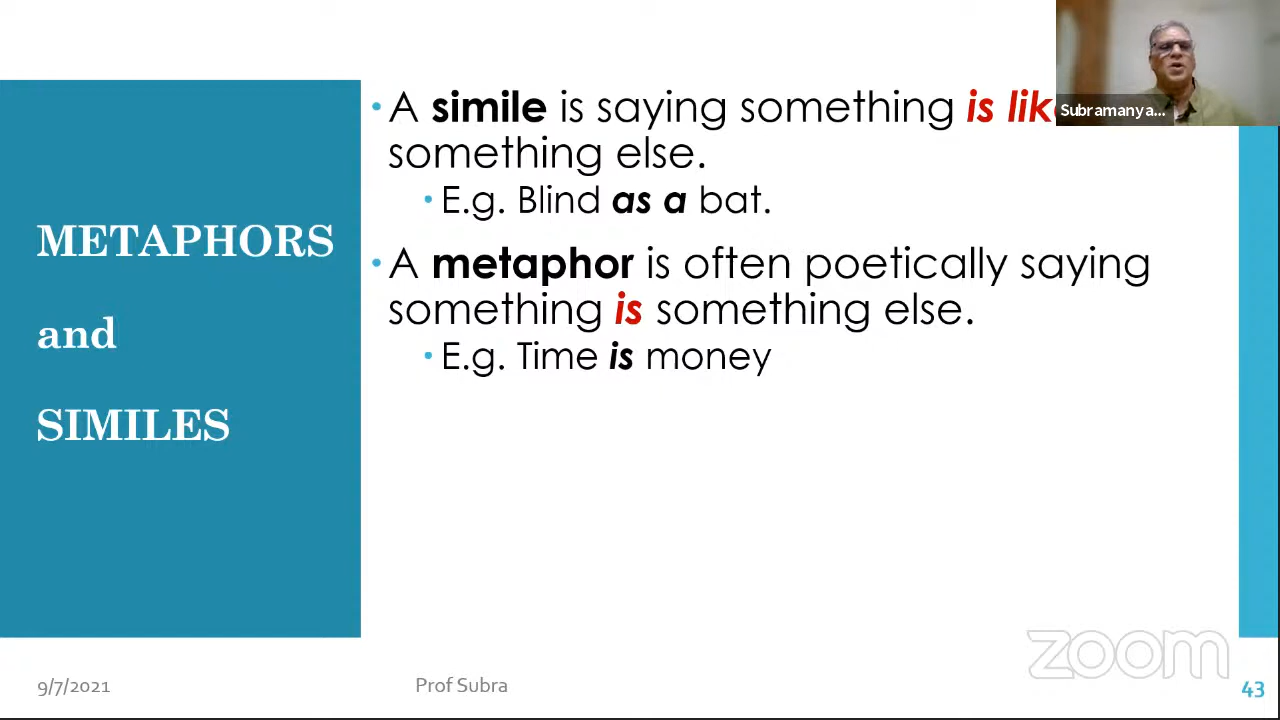 METAPHORS
and
SIMILES
• A simile is saying something is lik
something else.
• E.g. Blind as a bat.
• A metaphor is often poetically saying
something is something else.
• E.g. Time is money
Subramanya...
zoom
9/7/2021
Prof Subra
43